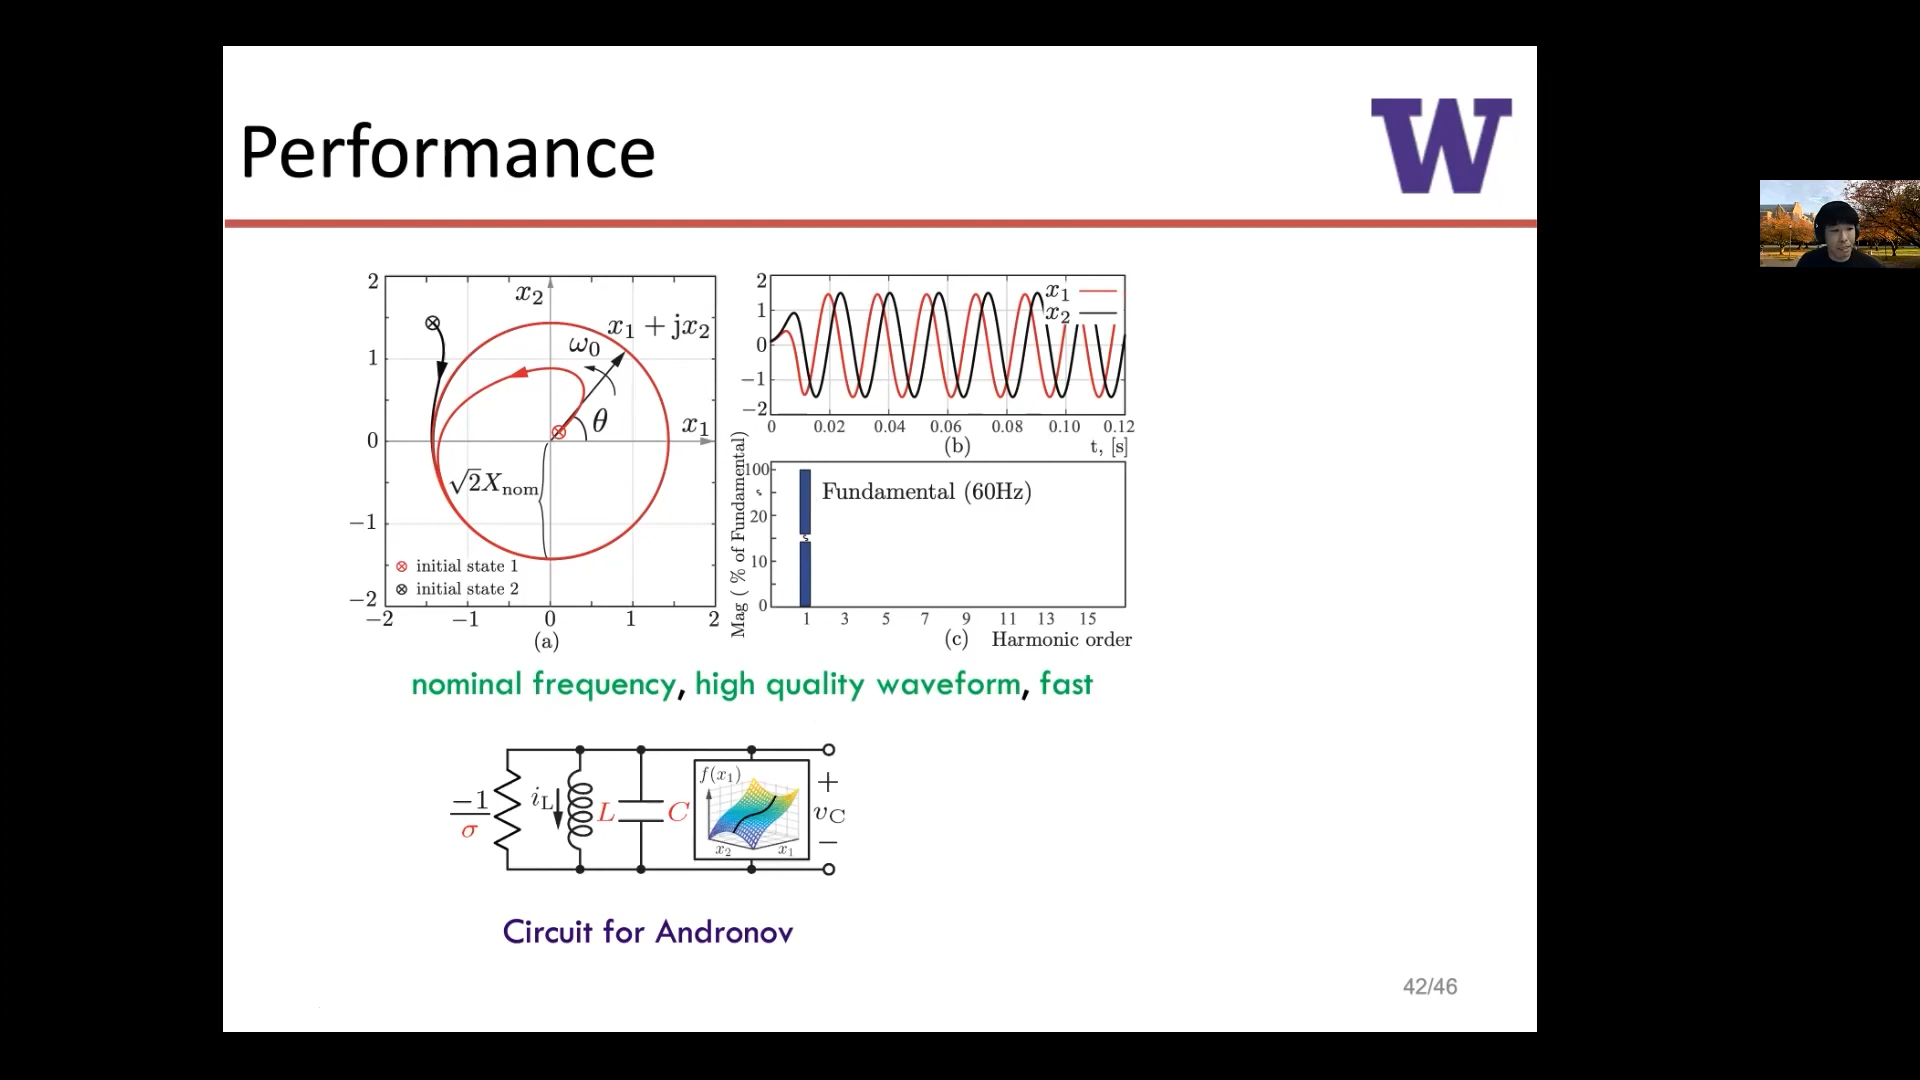 Performance
W
2
1
0
−1
−2
x₂
x₁ + jx₂
ω₀
θ
x₁
√2X_nom
⊗ initial state 1
⊗ initial state 2
−2 −1 0 1 2
(a)
2
1
0
−1
−2
x₁
x₂
0 0.02 0.04 0.06 0.08 0.10 0.12
(b) t, [s]
Mag ( % of Fundamental)
100
20
10
0
Fundamental (60Hz)
1 3 5 7 9 11 13 15
(c) Harmonic order
nominal frequency, high quality waveform, fast
−1
σ
i_L
L
C
f(x₁)
x₂ x₁
+
v_C
−
Circuit for Andronov
42/46